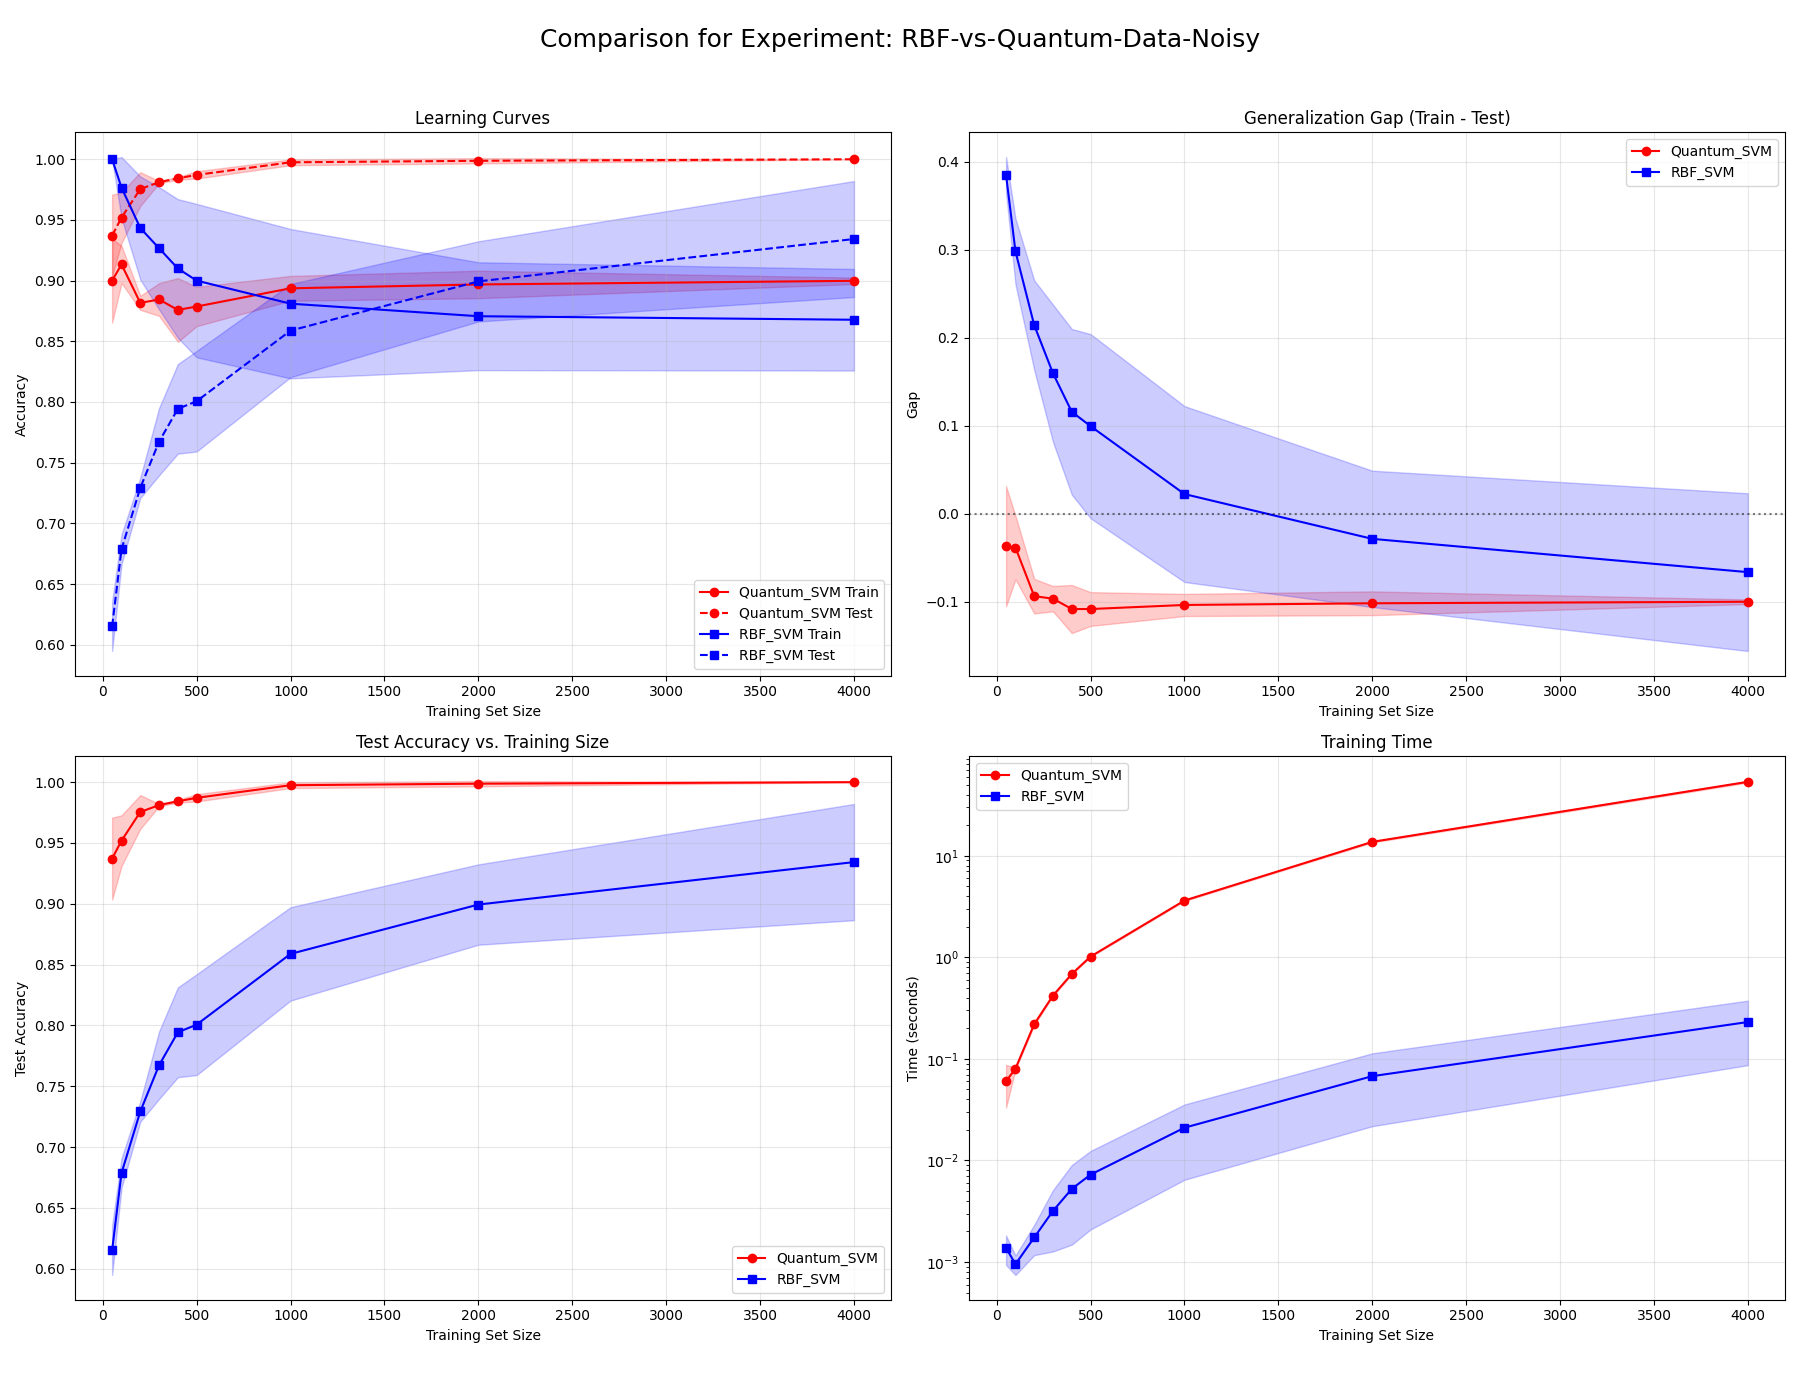 Comparison for Experiment: RBF-vs-Quantum-Data-Noisy
Learning Curves
1.00
0.95
0.90
0.85
0.80
0.75
0.70
0.65
0.60
Accuracy
0
500
1000
1500
2000
2500
3000
3500
4000
Training Set Size
Quantum_SVM Train
Quantum_SVM Test
RBF_SVM Train
RBF_SVM Test
Generalization Gap (Train - Test)
0.4
0.3
0.2
0.1
0.0
−0.1
Gap
0
500
1000
1500
2000
2500
3000
3500
4000
Training Set Size
Quantum_SVM
RBF_SVM
Test Accuracy vs. Training Size
1.00
0.95
0.90
0.85
0.80
0.75
0.70
0.65
0.60
Test Accuracy
0
500
1000
1500
2000
2500
3000
3500
4000
Training Set Size
Quantum_SVM
RBF_SVM
Training Time
Quantum_SVM
RBF_SVM
10¹
10⁰
10⁻¹
10⁻²
10⁻³
Time (seconds)
0
500
1000
1500
2000
2500
3000
3500
4000
Training Set Size